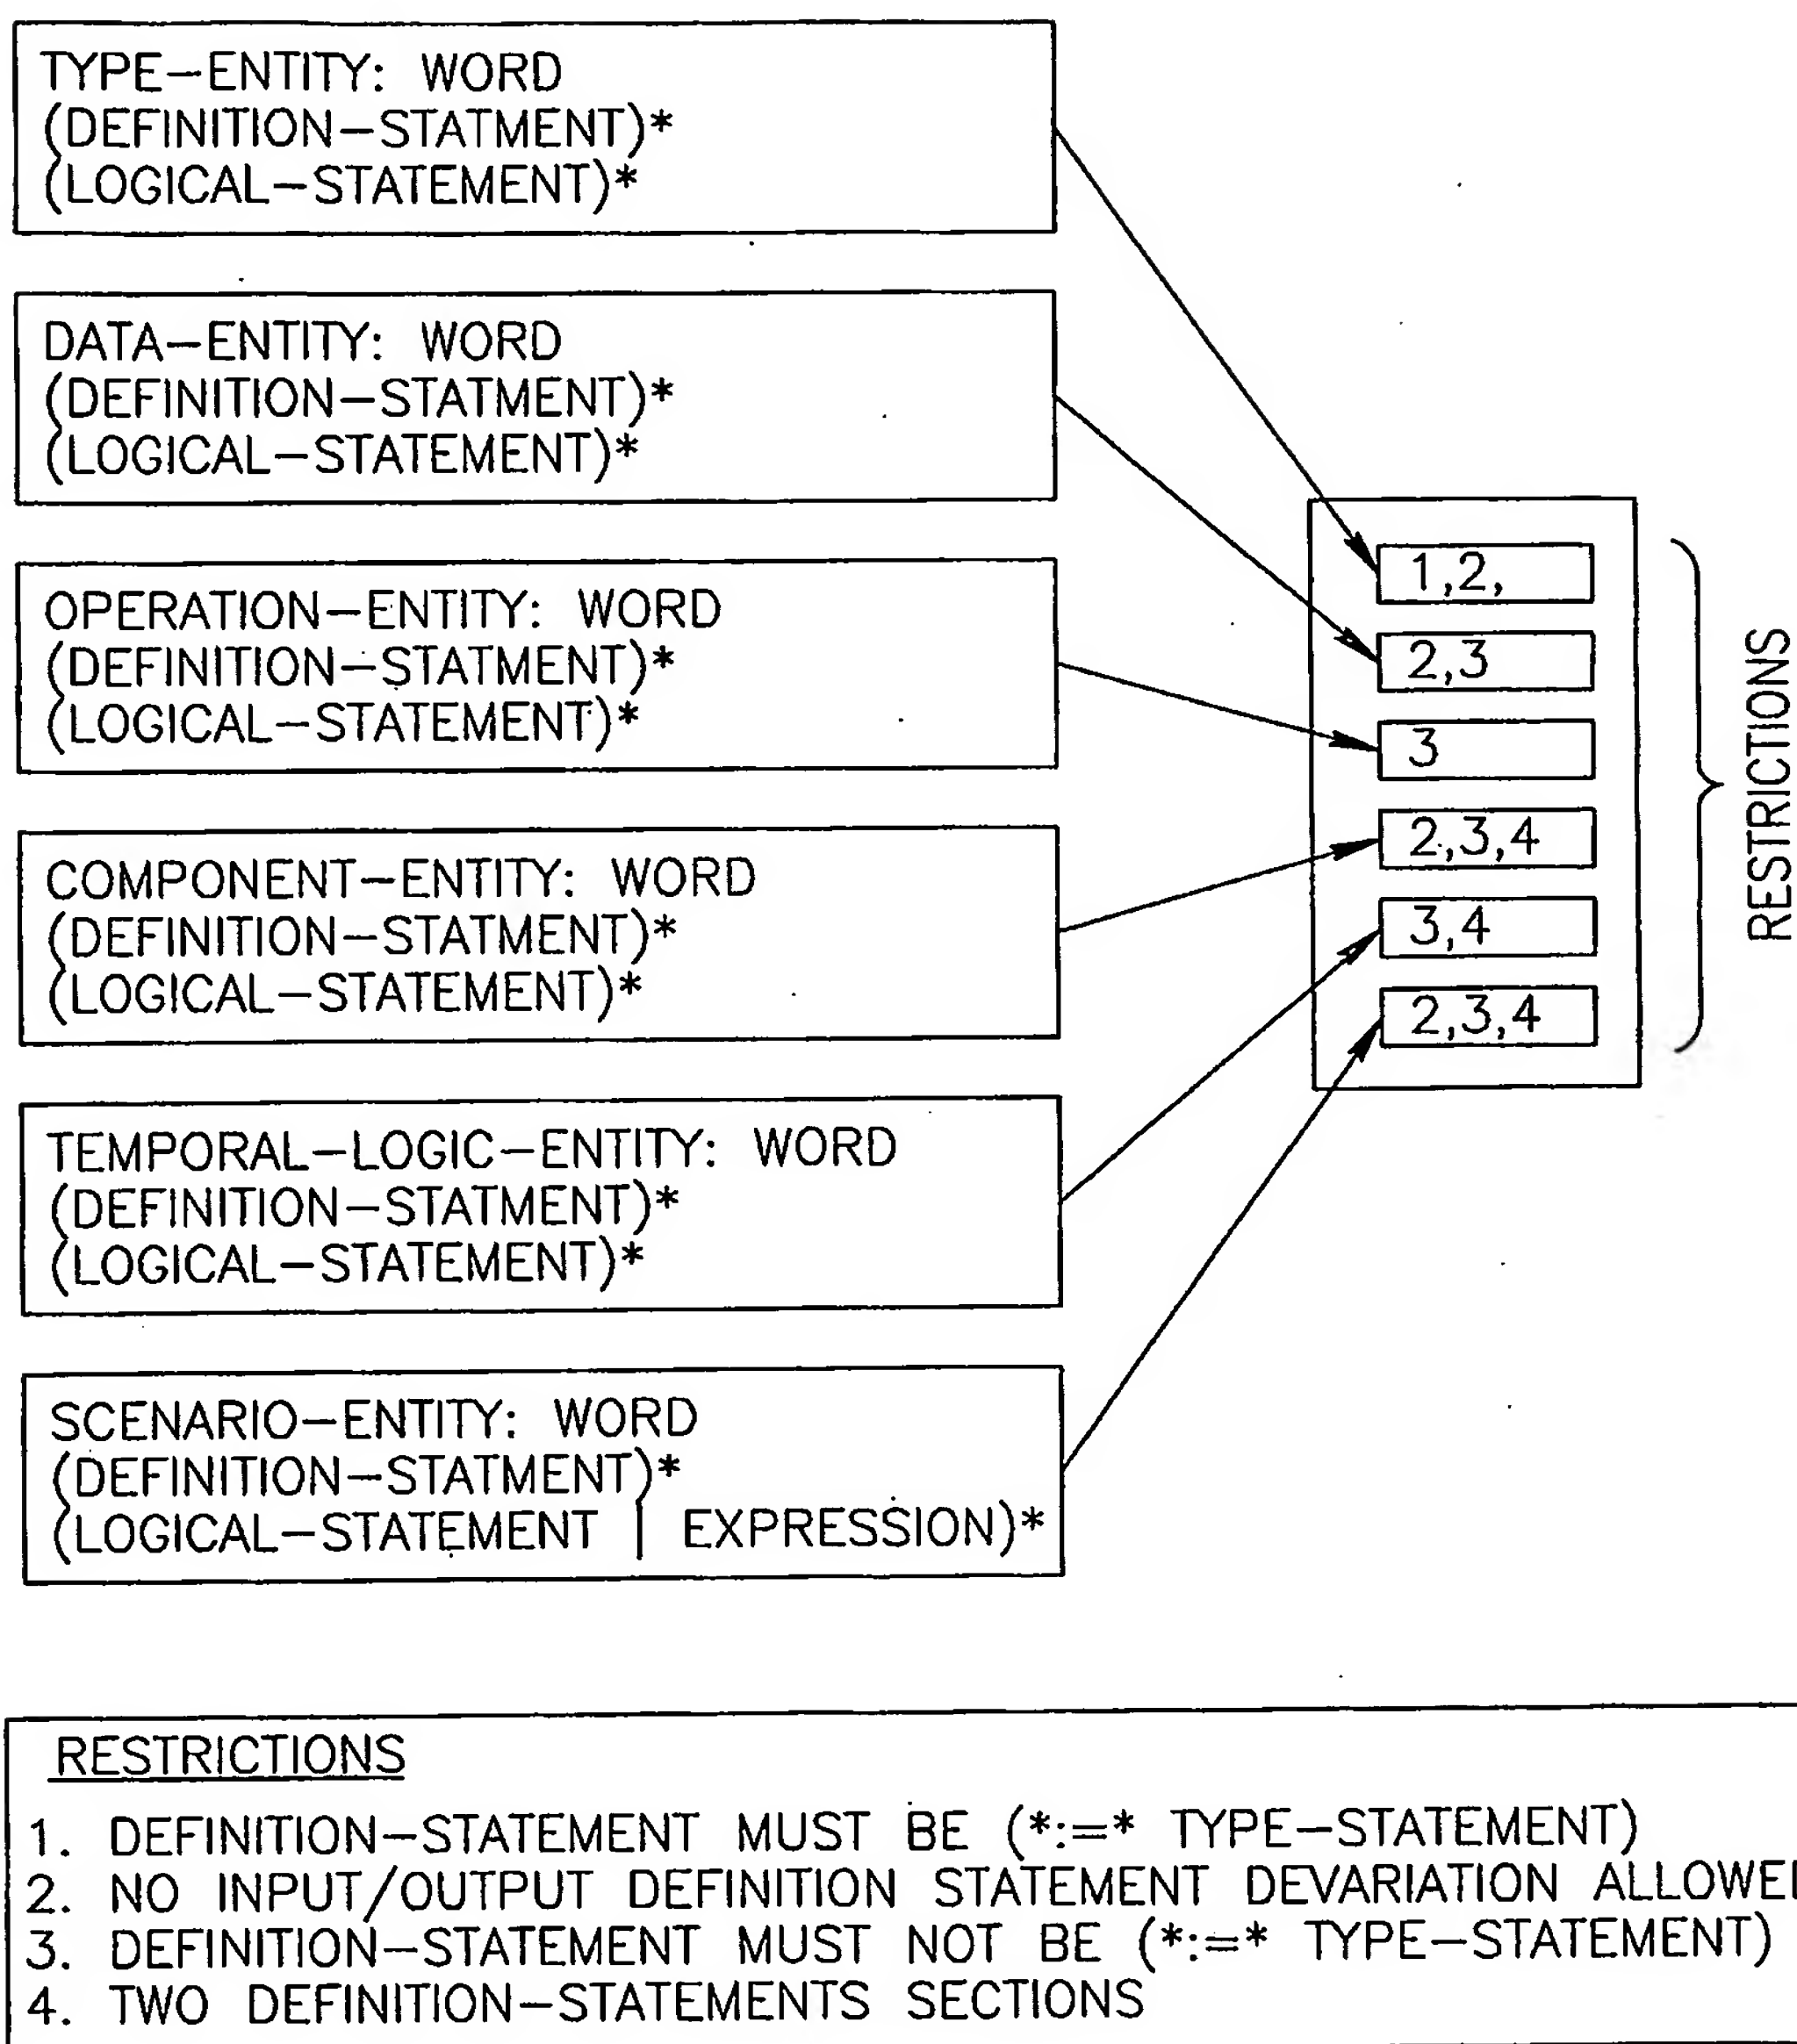 TYPE—ENTITY: WORD
(DEFINITION—STATMENT)*
(LOGICAL—STATEMENT)*
DATA—ENTITY: WORD
(DEFINITION—STATMENT)*
(LOGICAL—STATEMENT)*
OPERATION—ENTITY: WORD
(DEFINITION—STATMENT)*
(LOGICAL—STATEMENT)*
COMPONENT—ENTITY: WORD
(DEFINITION—STATMENT)*
(LOGICAL—STATEMENT)*
TEMPORAL—LOGIC—ENTITY: WORD
(DEFINITION—STATMENT)*
(LOGICAL—STATEMENT)*
SCENARIO—ENTITY: WORD
(DEFINITION—STATMENT)*
(LOGICAL—STATEMENT | EXPRESSION)*
1,2,
2,3
3
2,3,4
3,4
2,3,4
RESTRICTIONS
RESTRICTIONS
1. DEFINITION—STATEMENT MUST BE (*:=* TYPE—STATEMENT)
2. NO INPUT/OUTPUT DEFINITION STATEMENT DEVARIATION
3. DEFINITION—STATEMENT MUST NOT BE (*:=* TYPE—STATEMENT)
4. TWO DEFINITION—STATEMENTS SECTIONS